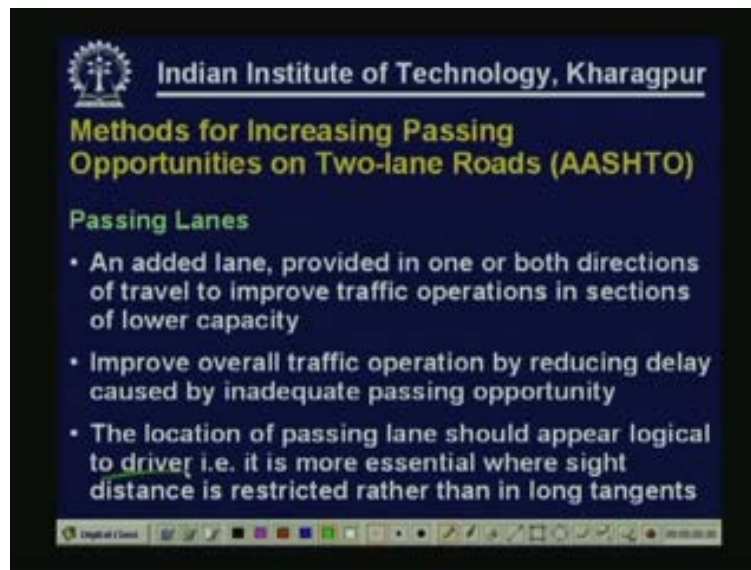 Indian Institute of Technology, Kharagpur
Methods for Increasing Passing
Opportunities on Two-lane Roads (AASHTO)
Passing Lanes
• An added lane, provided in one or both directions
of travel to improve traffic operations in sections
of lower capacity
• Improve overall traffic operation by reducing delay
caused by inadequate passing opportunity
• The location of passing lane should appear logical
to driver i.e. it is more essential where sight
distance is restricted rather than in long tangents